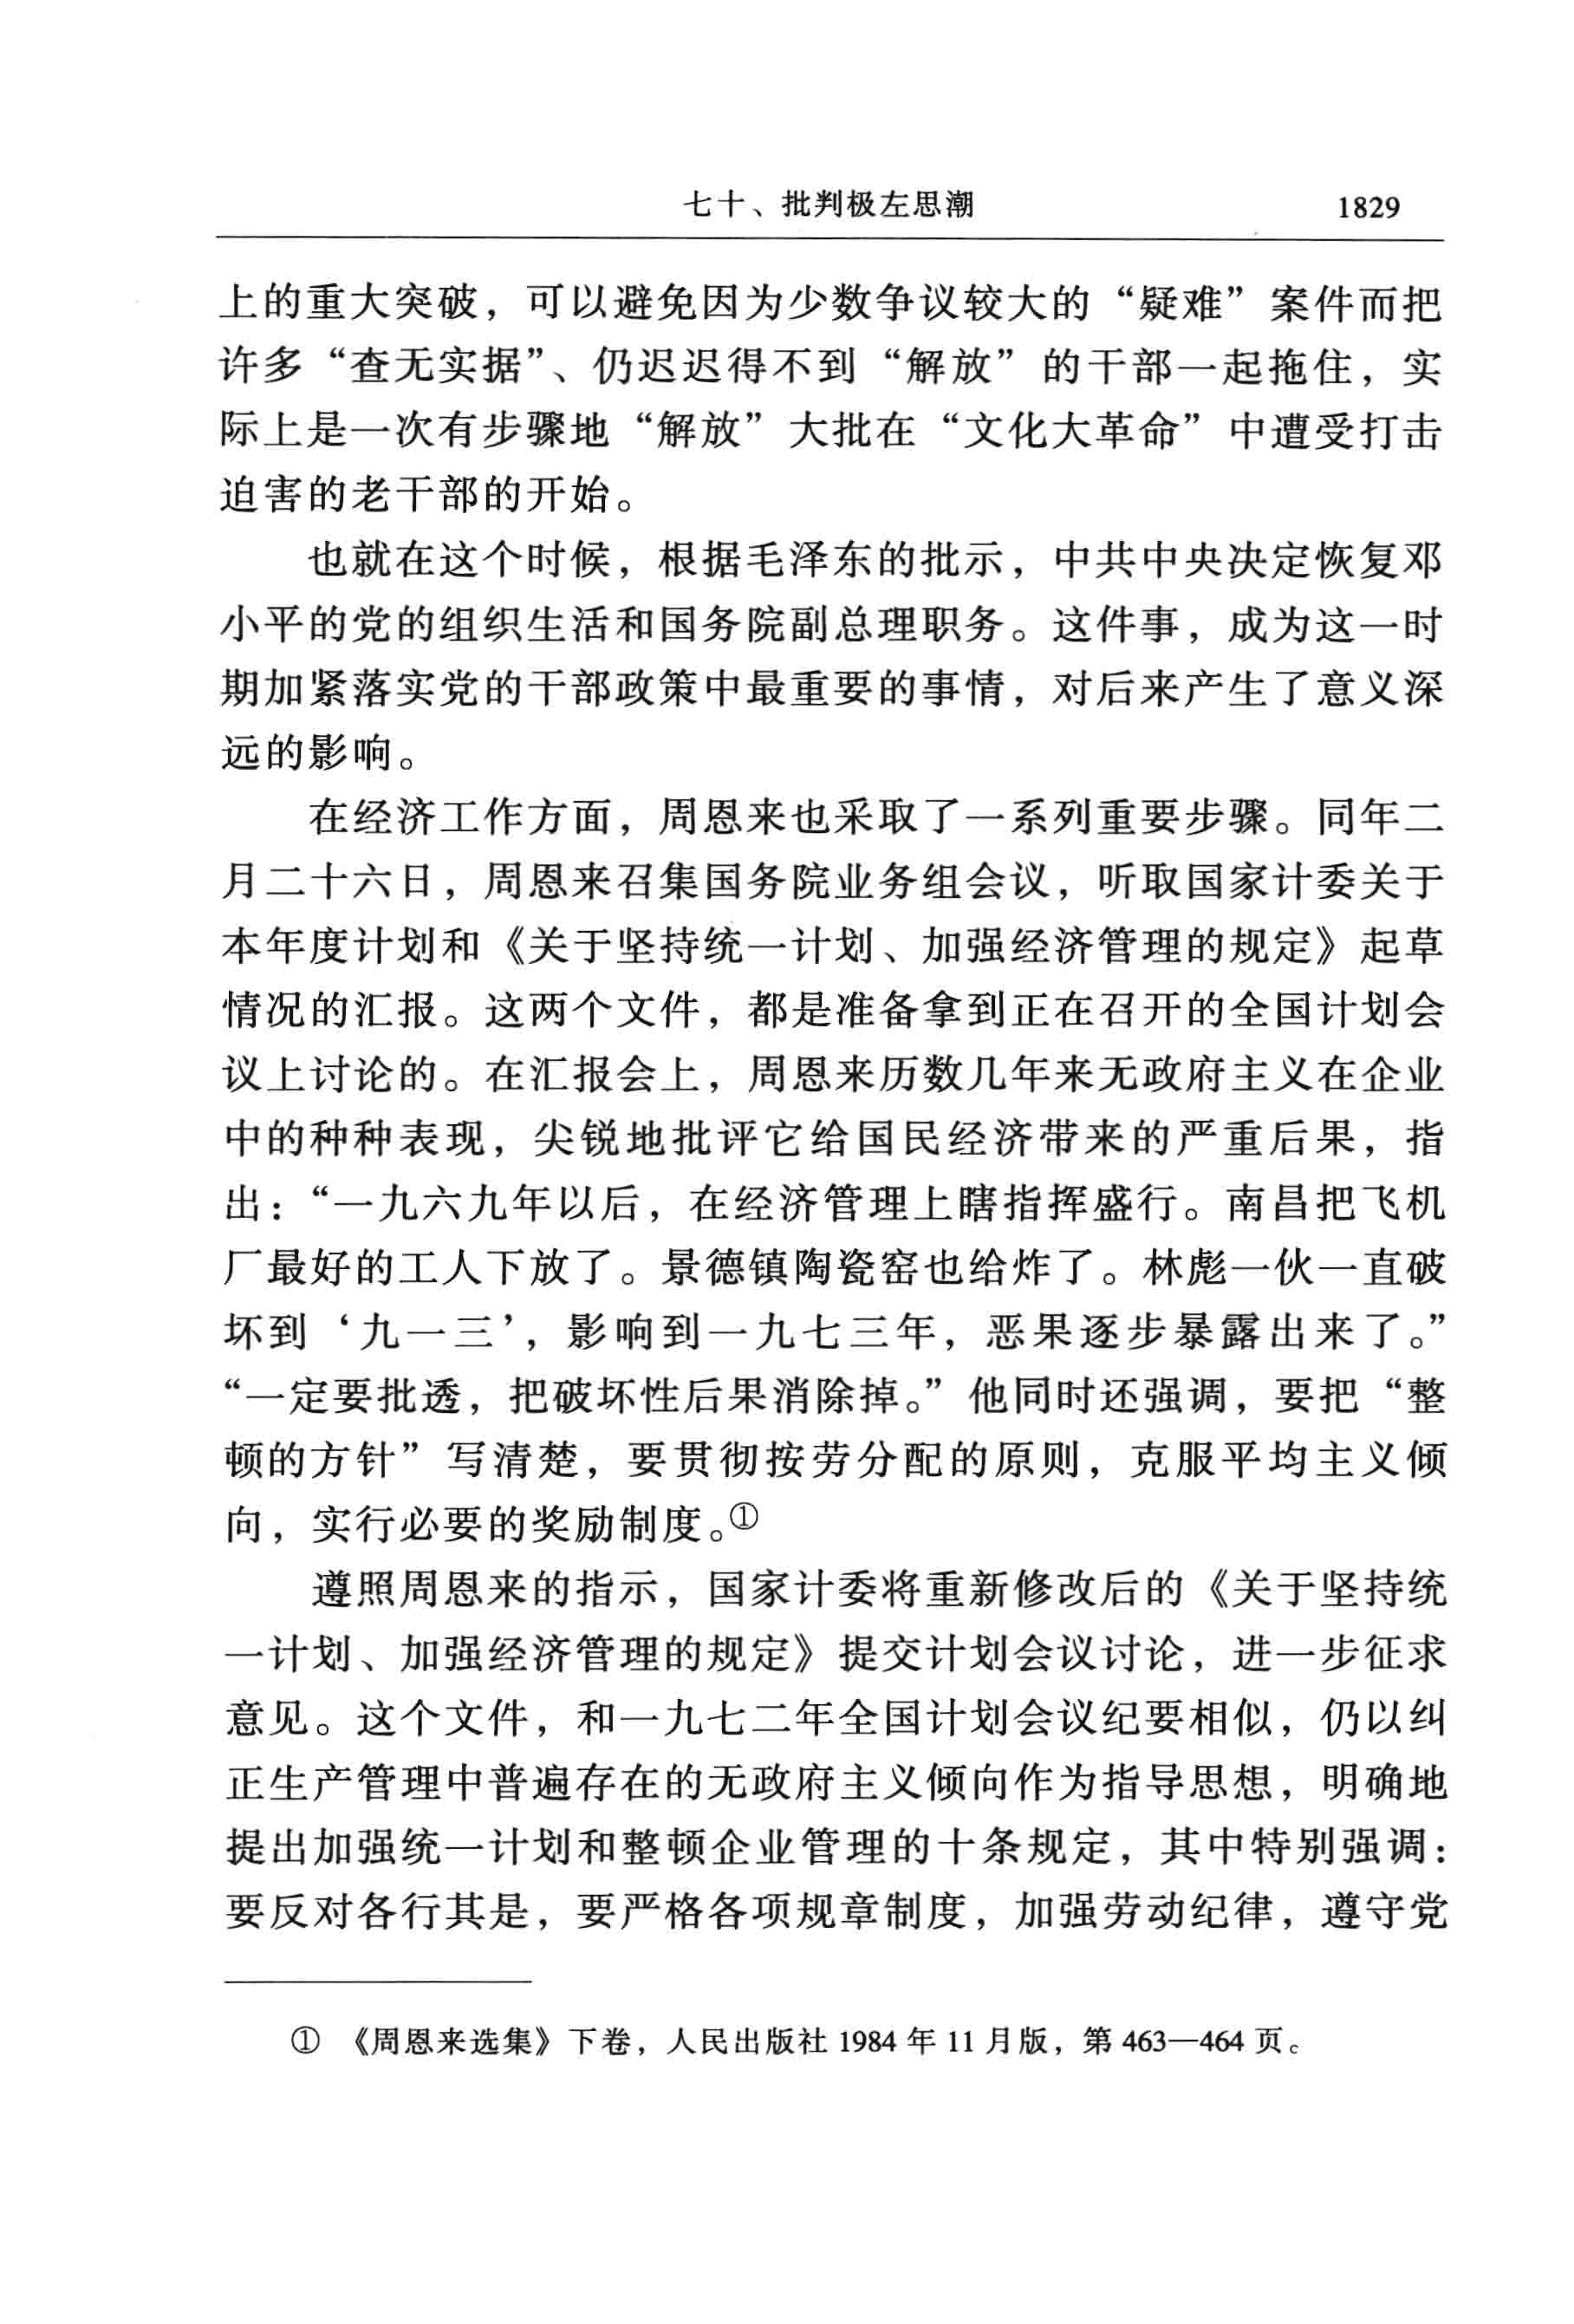 七十、批判极左思潮 1829
上的重大突破，可以避免因为少数争议较大的“疑难”案件而把
许多“查无实据”、仍迟迟得不到“解放”的干部一起拖住，实
际上是一次有步骤地“解放”大批在“文化大革命”中遭受打击
迫害的老干部的开始。
也就在这个时候，根据毛泽东的批示，中共中央决定恢复邓
小平的党的组织生活和国务院副总理职务。这件事，成为这一时
期加紧落实党的干部政策中最重要的事情，对后来产生了意义深
远的影响。
在经济工作方面，周恩来也采取了一系列重要步骤。同年二
月二十六日，周恩来召集国务院业务组会议，听取国家计委关于
本年度计划和《关于坚持统一计划、加强经济管理的规定》起草
情况的汇报。这两个文件，都是准备拿到正在召开的全国计划会
议上讨论的。在汇报会上，周恩来历数几年来无政府主义在企业
中的种种表现，尖锐地批评它给国民经济带来的严重后果，指
出：“一九六九年以后，在经济管理上瞎指挥盛行。南昌把飞机
厂最好的工人下放了。景德镇陶瓷窑也给炸了。林彪一伙一直破
坏到‘九一三’，影响到一九七三年，恶果逐步暴露出来了。”
“一定要批透，把破坏性后果消除掉。”他同时还强调，要把“整
顿的方针”写清楚，要贯彻按劳分配的原则，克服平均主义倾
向，实行必要的奖励制度。①
遵照周恩来的指示，国家计委将重新修改后的《关于坚持统
一计划、加强经济管理的规定》提交计划会议讨论，进一步征求
意见。这个文件，和一九七二年全国计划会议纪要相似，仍以纠
正生产管理中普遍存在的无政府主义倾向作为指导思想，明确地
提出加强统一计划和整顿企业管理的十条规定，其中特别强调：
要反对各行其是，要严格各项规章制度，加强劳动纪律，遵守党
① 《周恩来选集》下卷，人民出版社 1984 年 11 月版，第 463—464 页。